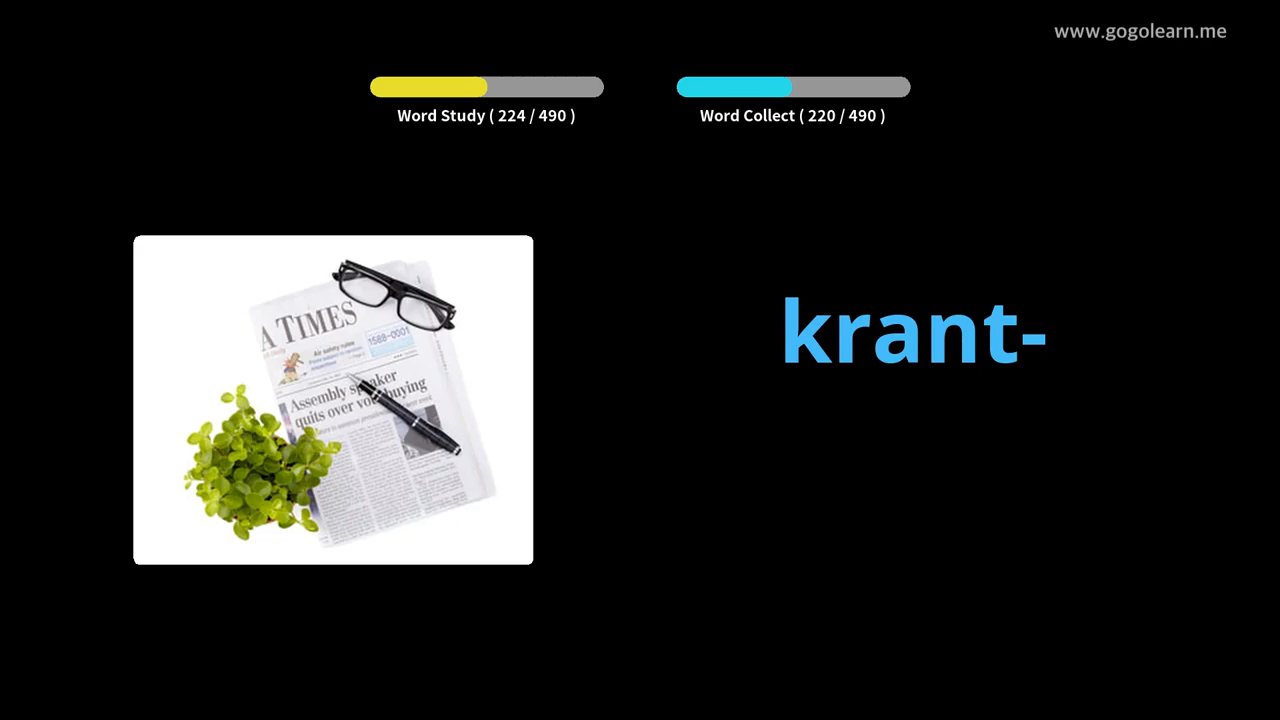 www.gogolearn.me
Word Study ( 224 / 490 )
Word Collect ( 220 / 490 )
krant-
A TIMES
Air safety rules
1588-0001
Assembly speaker
quits over vote buying